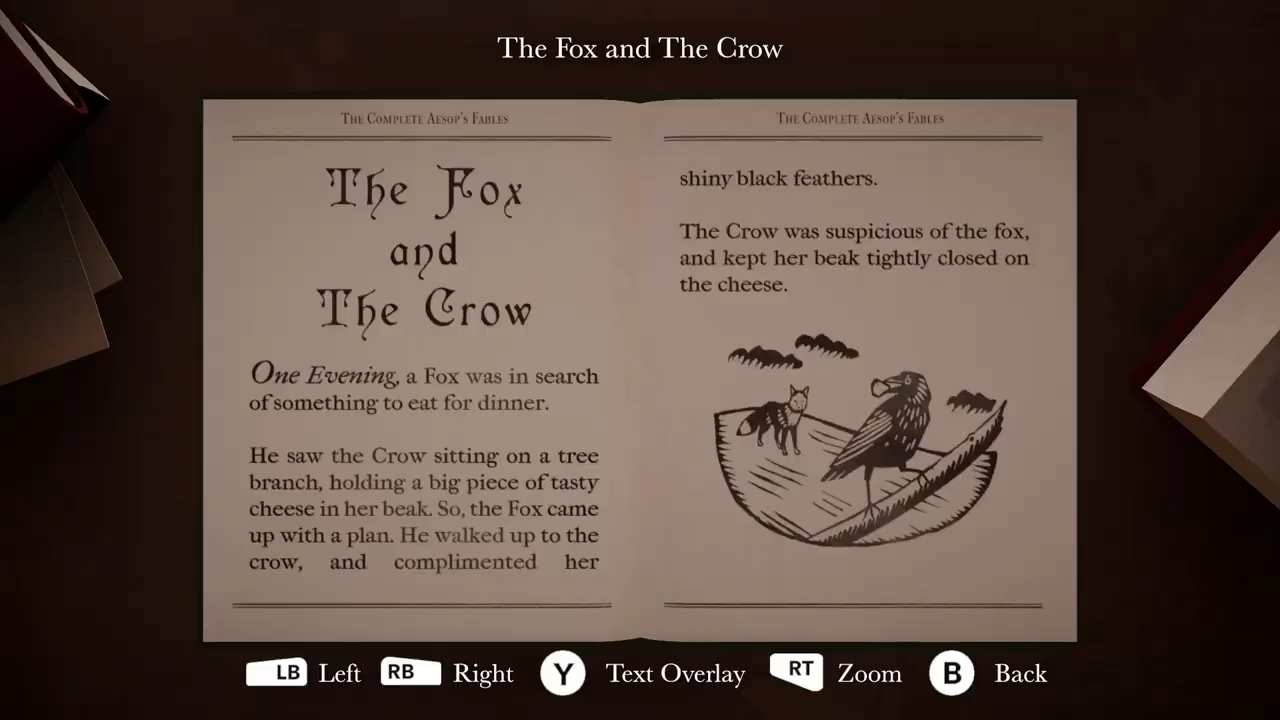 The Fox and The Crow
The Complete Aesop's Fables
The Fox
and
The Crow
One Evening, a Fox was in search
of something to eat for dinner.
He saw the Crow sitting on a tree
branch, holding a big piece of tasty
cheese in her beak. So, the Fox came
up with a plan. He walked up to the
crow, and complimented her
The Complete Aesop's Fables
shiny black feathers.
The Crow was suspicious of the fox,
and kept her beak tightly closed on
the cheese.
LB Left RB Right Y Text Overlay RT Zoom B Back